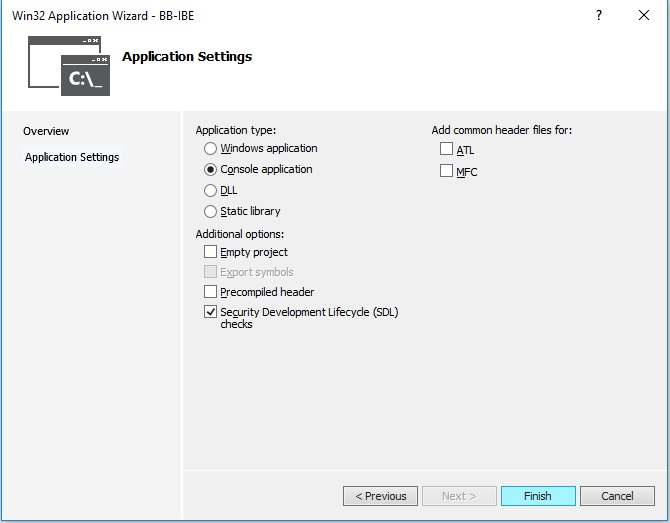 Win32 Application Wizard - BB-IBE
?
C:\_
Application Settings
Overview
Application Settings
Application type:
Windows application
Console application
DLL
Static library
Additional options:
Empty project
Export symbols
Precompiled header
Security Development Lifecycle (SDL)
checks
Add common header files for:
ATL
MFC
< Previous
Next >
Finish
Cancel